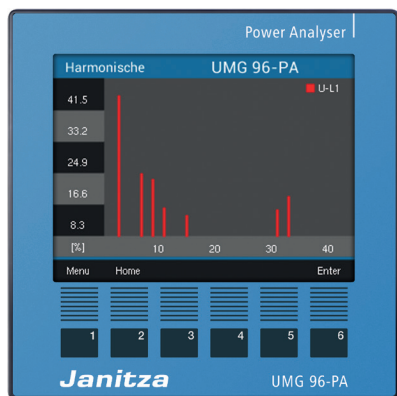 Power Analyser
Harmonische UMG 96-PA
U-L1
41.5
33.2
24.9
16.6
8.3
[%] 10 20 30 40
Menu Home Enter
1 2 3 4 5 6
Janitza UMG 96-PA